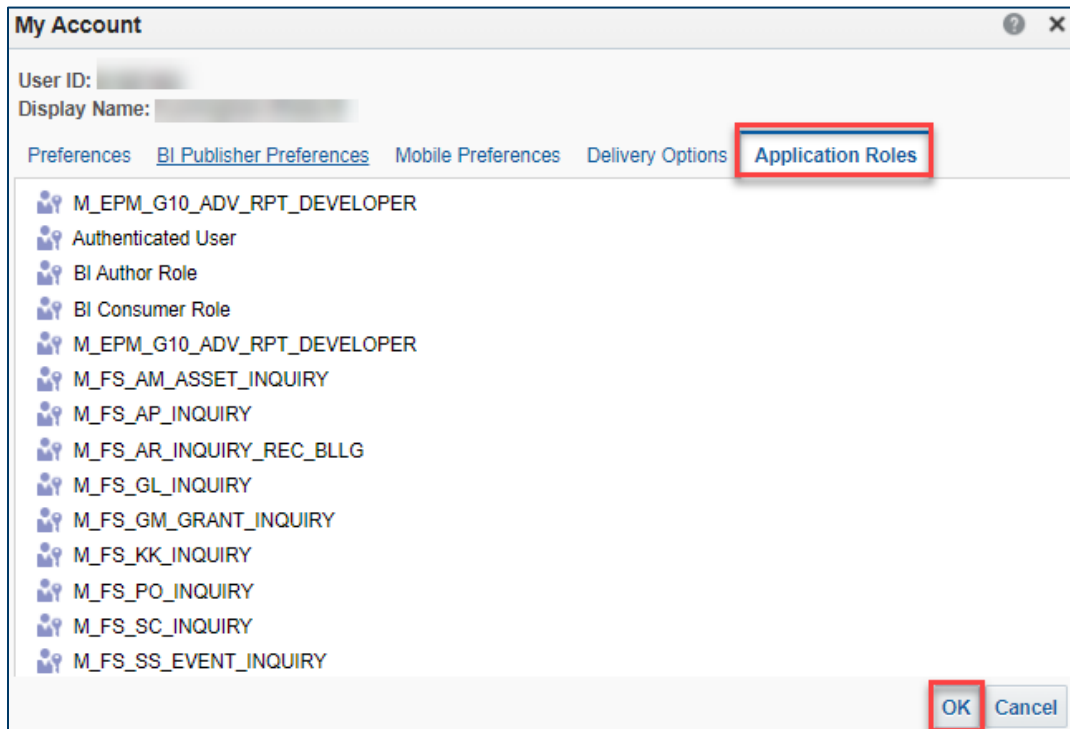 My Account
User ID:
Display Name:
Preferences BI Publisher Preferences Mobile Preferences Delivery Options Application Roles
M_EPM_G10_ADV_RPT_DEVELOPER
Authenticated User
BI Author Role
BI Consumer Role
M_EPM_G10_ADV_RPT_DEVELOPER
M_FS_AM_ASSET_INQUIRY
M_FS_AP_INQUIRY
M_FS_AR_INQUIRY_REC_BLLG
M_FS_GL_INQUIRY
M_FS_GM_GRANT_INQUIRY
M_FS_KK_INQUIRY
M_FS_PO_INQUIRY
M_FS_SC_INQUIRY
M_FS_SS_EVENT_INQUIRY
OK Cancel